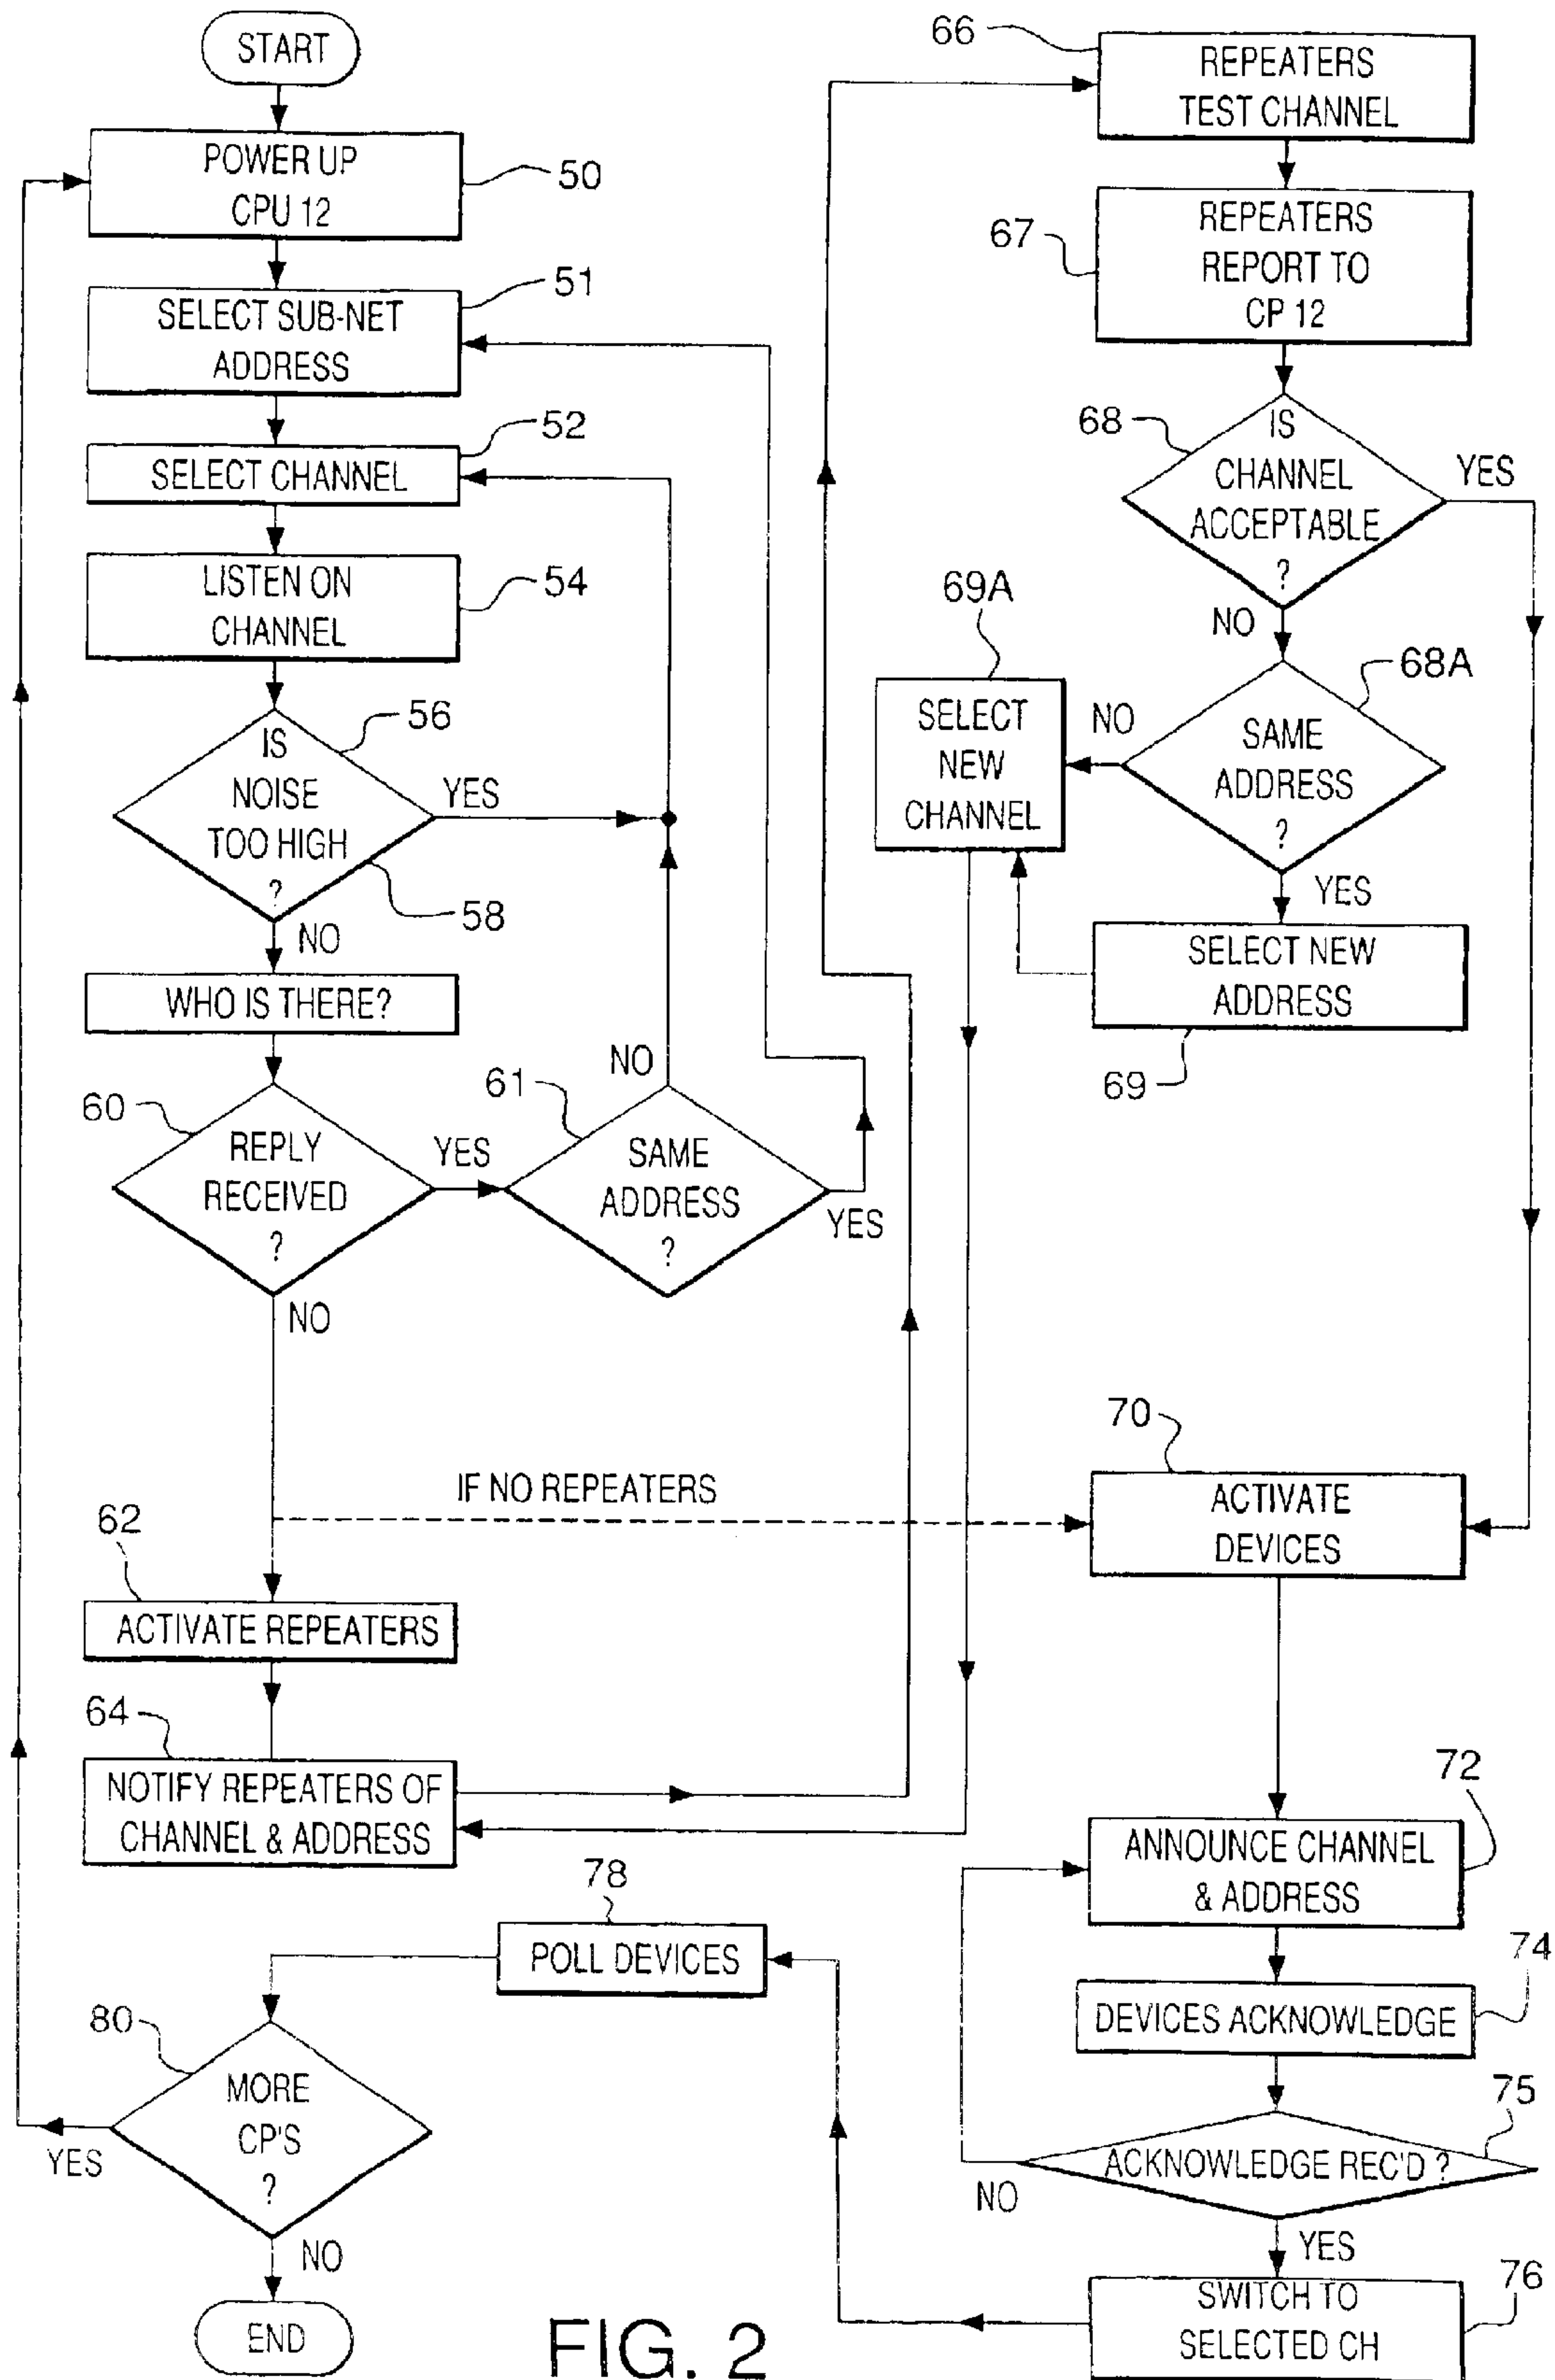 START
POWER UP
CPU 12
50
SELECT SUB-NET
ADDRESS
51
SELECT CHANNEL
52
LISTEN ON
CHANNEL
54
IS
NOISE
TOO HIGH
?
56
58
YES
NO
WHO IS THERE?
REPLY
RECEIVED
?
60
YES
NO
SAME
ADDRESS
?
61
NO
YES
IF NO REPEATERS
62
ACTIVATE REPEATERS
64
NOTIFY REPEATERS OF
CHANNEL & ADDRESS
66
REPEATERS
TEST CHANNEL
67
REPEATERS
REPORT TO
CP 12
68
IS
CHANNEL
ACCEPTABLE
?
YES
NO
68A
SAME
ADDRESS
?
NO
YES
69A
SELECT
NEW
CHANNEL
SELECT NEW
ADDRESS
69
70
ACTIVATE
DEVICES
72
ANNOUNCE CHANNEL
& ADDRESS
74
DEVICES ACKNOWLEDGE
75
ACKNOWLEDGE REC'D ?
NO
YES
76
SWITCH TO
SELECTED CH
78
POLL DEVICES
80
MORE
CP'S
?
YES
NO
END
FIG. 2